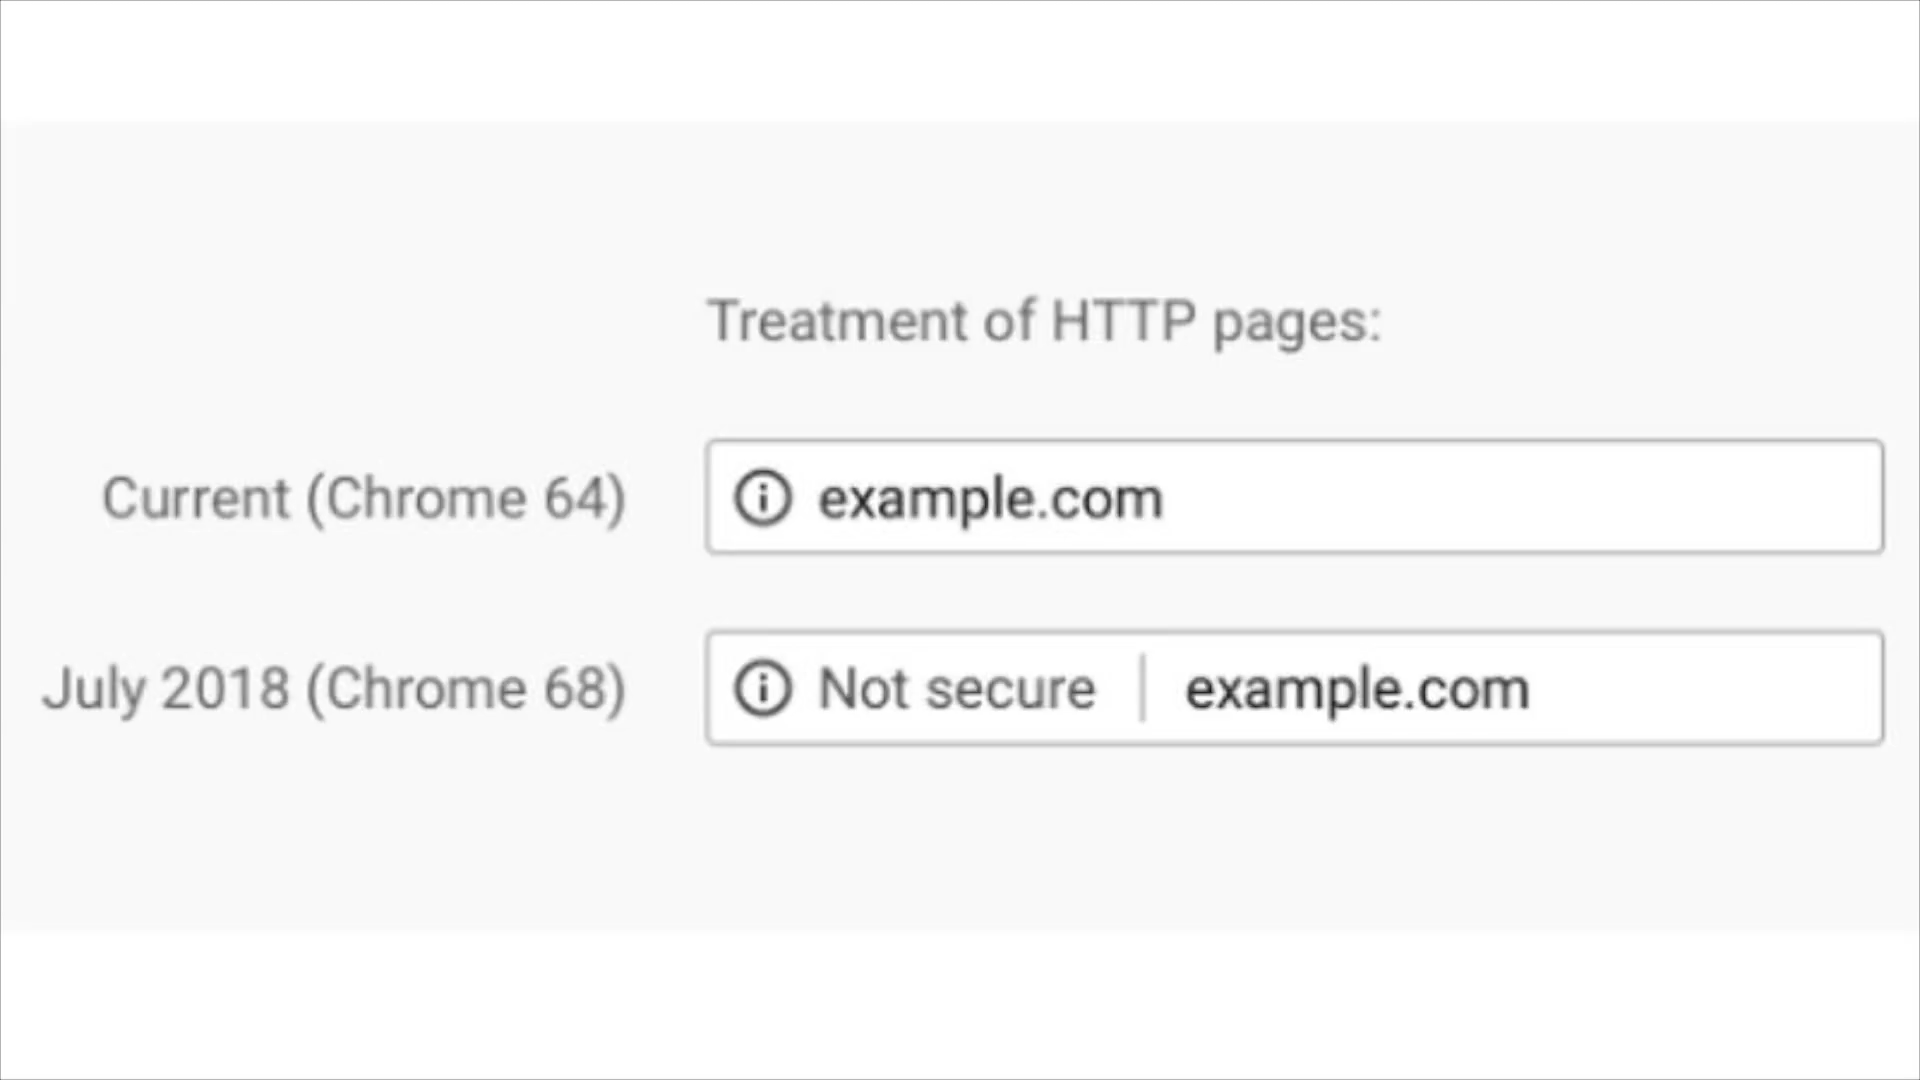 Treatment of HTTP pages:
Current (Chrome 64) example.com
July 2018 (Chrome 68) Not secure example.com